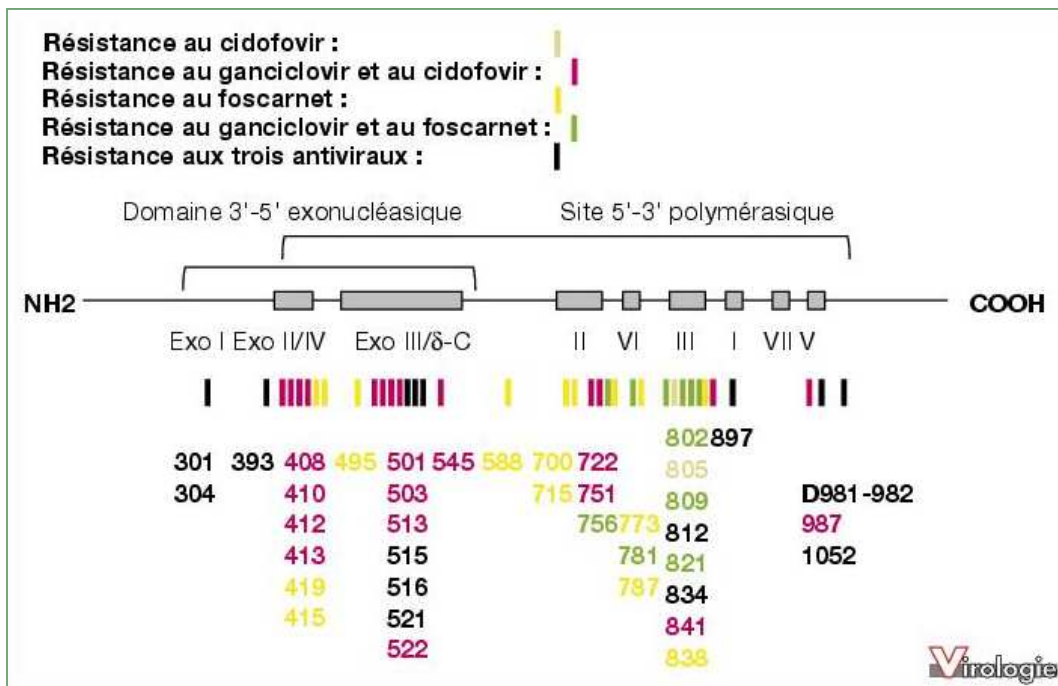 Résistance au cidofovir :
Résistance au ganciclovir et au cidofovir :
Résistance au foscarnet :
Résistance au ganciclovir et au foscarnet :
Résistance aux trois antiviraux :
Domaine 3'-5' exonucléasique Site 5'-3' polymérasique
NH2 COOH
Exo I Exo II/IV Exo III/δ-C II VI III I VII V
802 897
301 393 408 495 501 545 588 700 722 805
304 410 503 715 751 809 D981-982
412 513 756 773 812 987
413 515 781 821 1052
419 516 787 834
415 521 841
522 838
Virologie